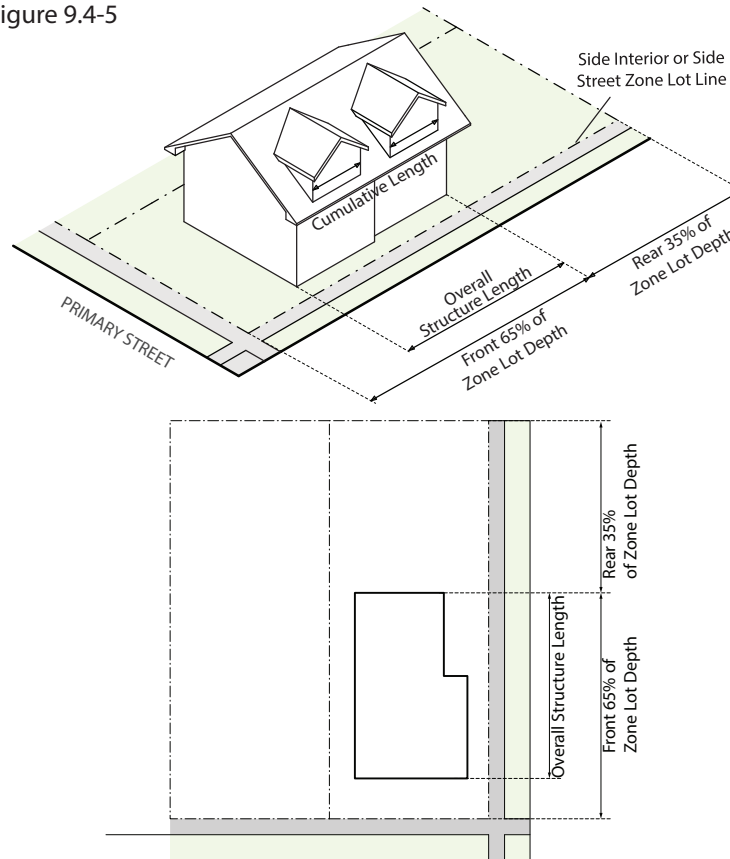 igure 9.4-5
Side Interior or Side
Street Zone Lot Line
Cumulative Length
Rear 35% of
Zone Lot Depth
Overall
Structure Length
Front 65% of
Zone Lot Depth
PRIMARY STREET
Rear 35%
of Zone Lot Depth
Overall Structure Length
Front 65% of
Zone Lot Depth